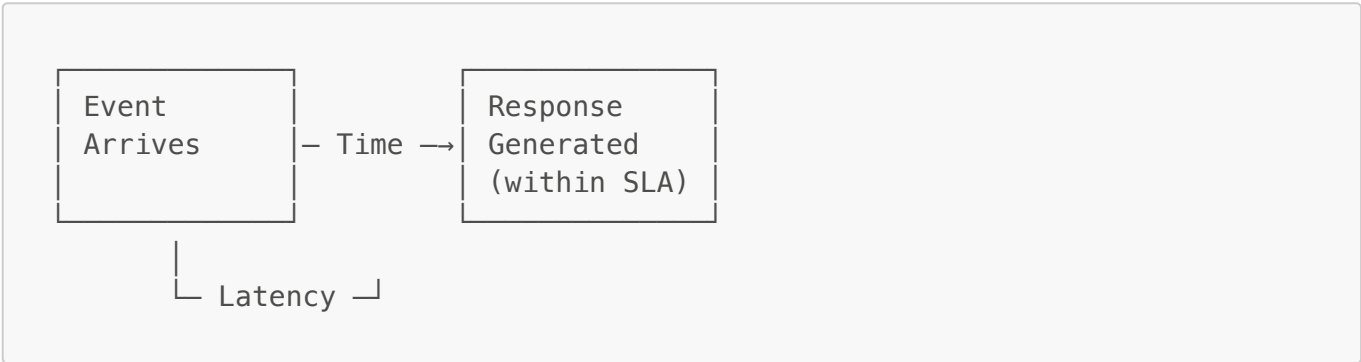 Event Response
Arrives — Time —→ Generated
(within SLA)
Latency